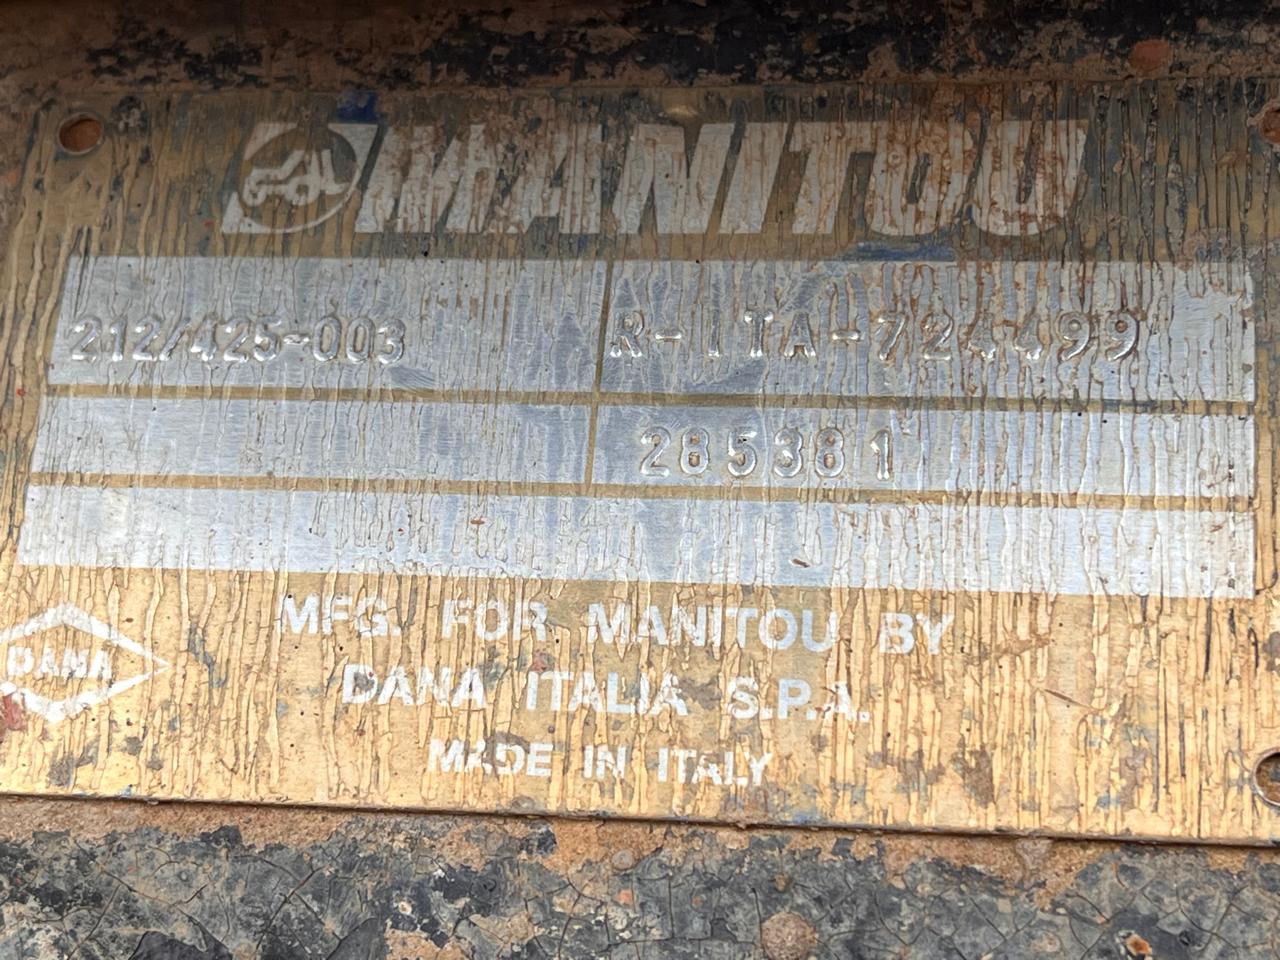 MANITOU
212/425-003 R-ITA-724499
285381
DANA
MFG. FOR MANITOU BY
DANA ITALIA S.P.A.
MADE IN ITALY